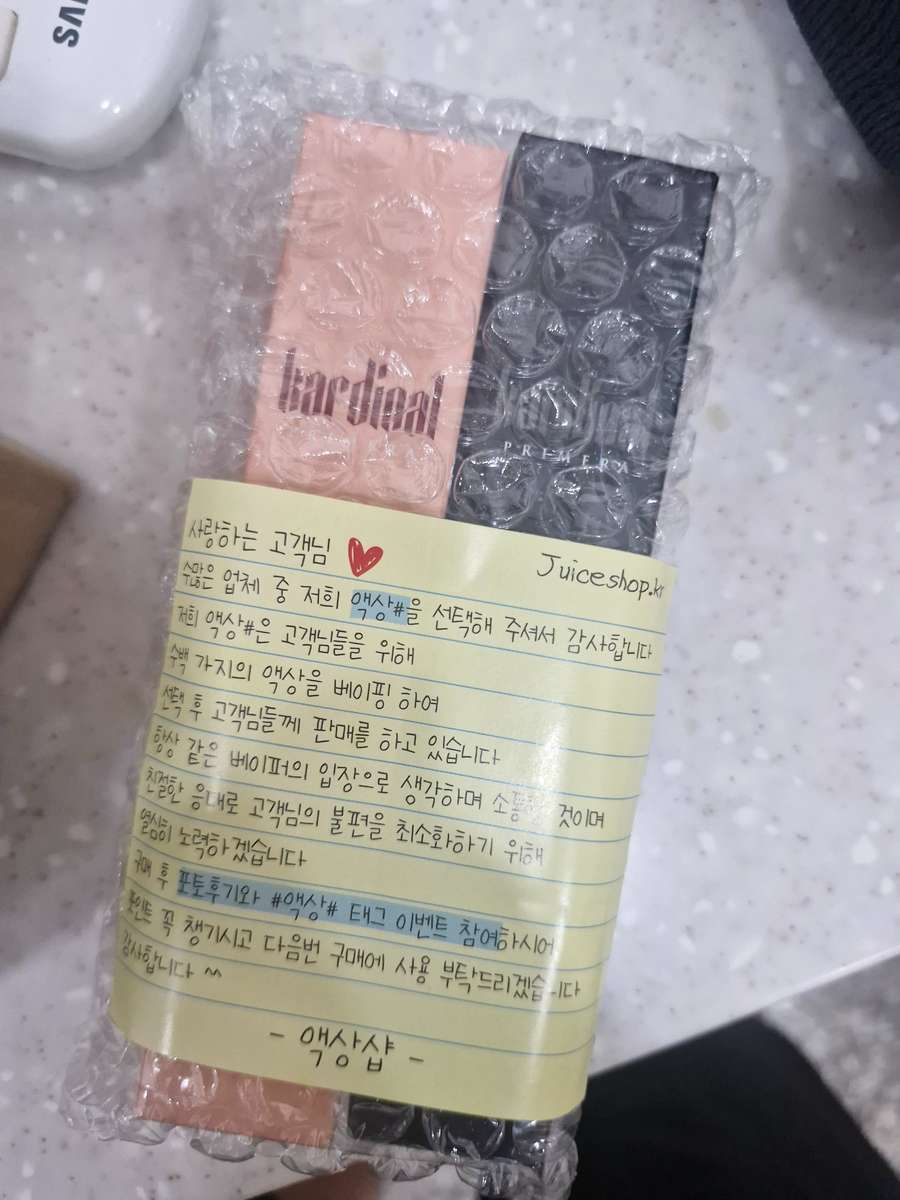 kardinal
PRIMERA
사랑하는 고객님
Juiceshop.kr
수많은 업체 중 저희 액상#을 선택해 주셔서 감사합니다
저희 액상#은 고객님들을 위해
수백 가지의 액상을 베이핑 하여
선택 후 고객님들께 판매를 하고 있습니다
항상 같은 베이퍼의 입장으로 생각하며 것이며
친절한 응대로 고객님의 불편을 최소화하기 위해
열심히 노력하겠습니다
구매 후 포토후기와 #액상# 태그 이벤트 참여하시어
포인트 꼭 챙기시고 다음번 구매에 사용 부탁드리겠습니다
감사합니다 ^^
- 액상샵 -